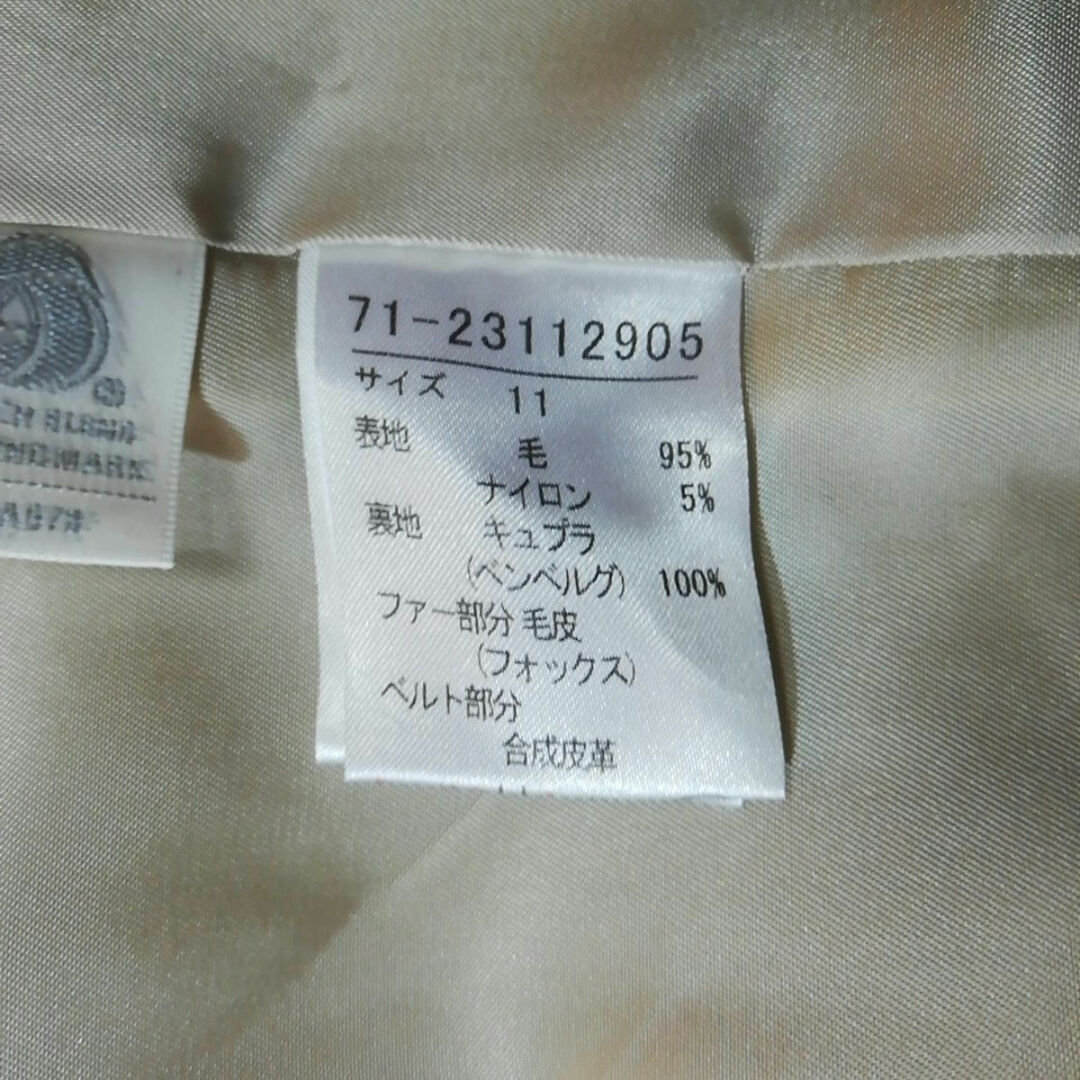 71-23112905
サイズ 11
表地 毛 95%
ナイロン 5%
裏地 キュプラ
(ベンベルグ) 100%
ファー部分 毛皮
(フォックス)
ベルト部分
合成皮革